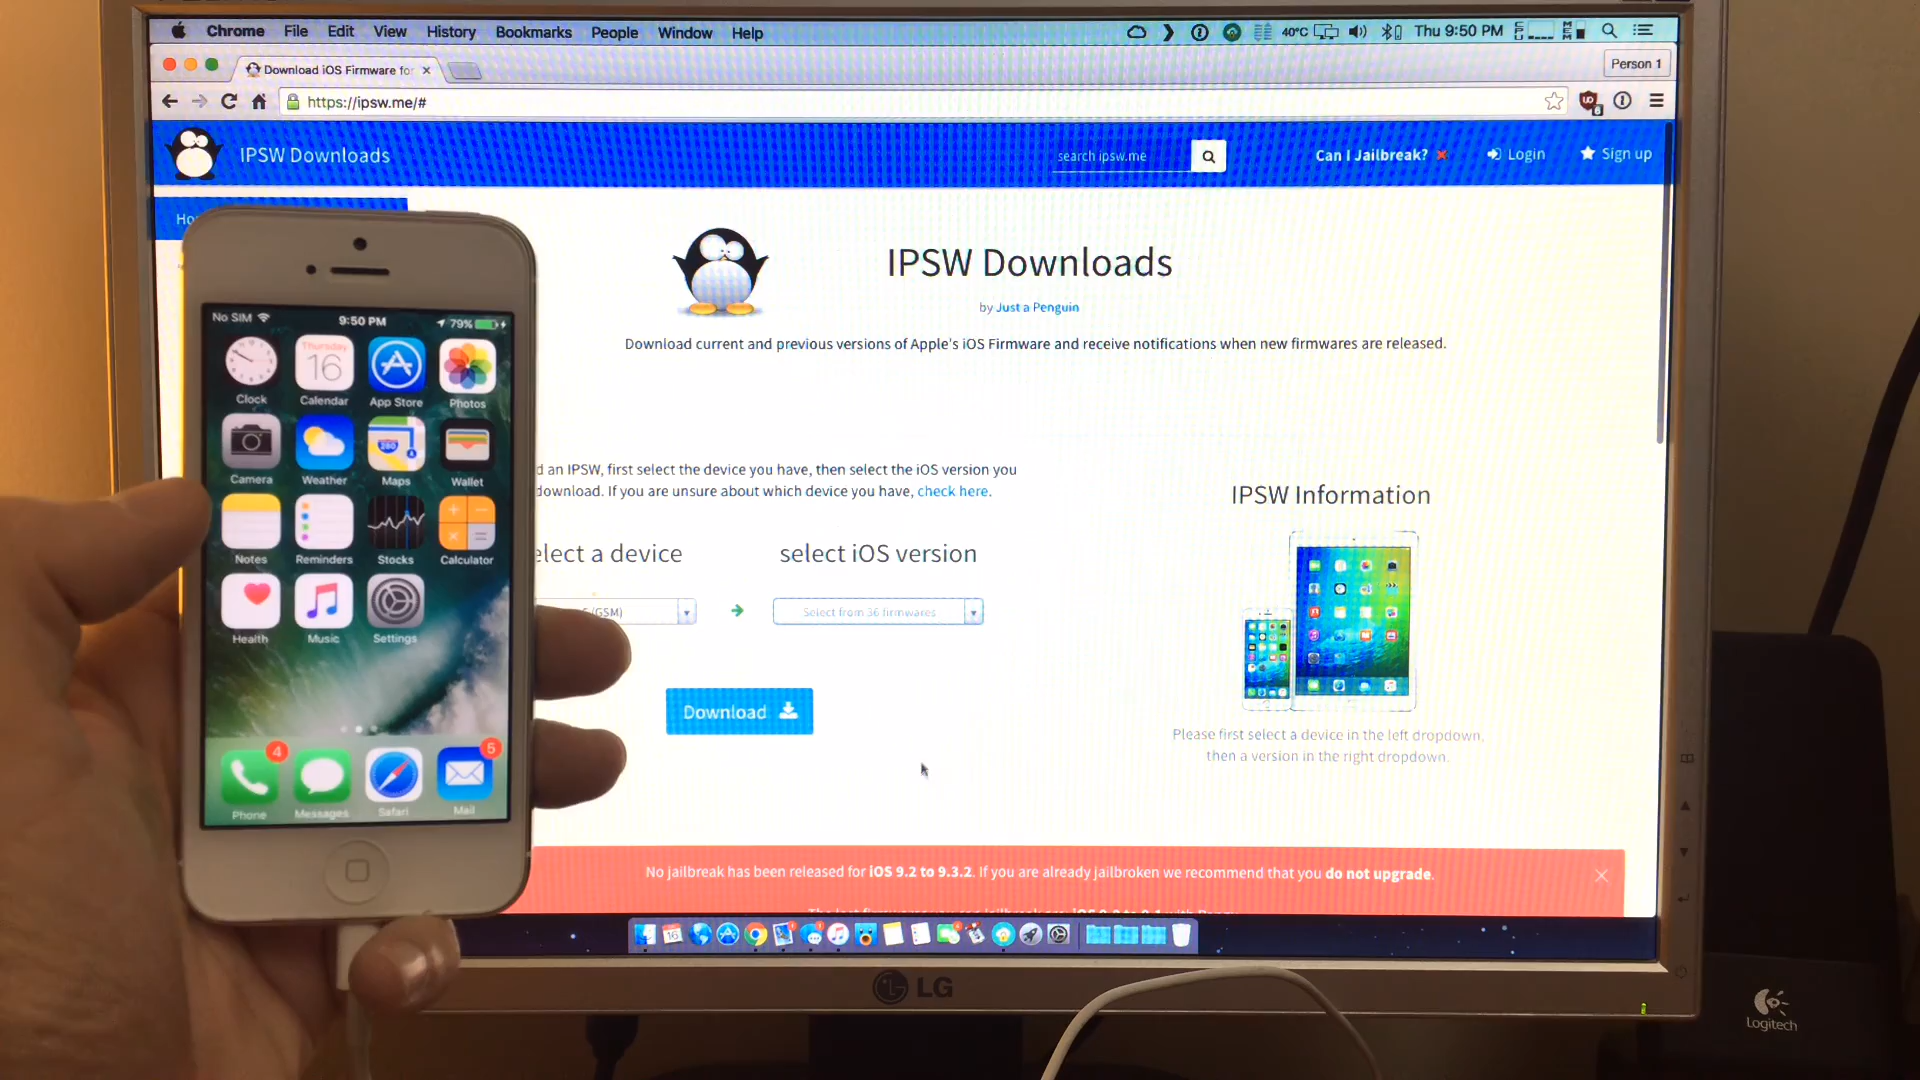 Chrome File Edit View History Bookmarks People Window Help
40°C Thu 9:50 PM
Download iOS Firmware for
Person 1
https://ipsw.me/#
IPSW Downloads
search ipsw.me
Can I Jailbreak? Login Sign up
IPSW Downloads
by Just a Penguin
Download current and previous versions of Apple's iOS Firmware and receive notifications when new firmwares are released.
d an IPSW, first select the device you have, then select the iOS version you
download. If you are unsure about which device you have, check here.
elect a device
select iOS version
(GSM)
Select from 36 firmwares
Download
IPSW Information
Please first select a device in the left dropdown,
then a version in the right dropdown.
No jailbreak has been released for iOS 9.2 to 9.3.2. If you are already jailbroken we recommend that you do not upgrade.
No SIM 9:50 PM 79%
Thursday
16
Clock Calendar App Store Photos
280
Camera Weather Maps Wallet
Notes Reminders Stocks Calculator
Health Music Settings
4 5
Phone Messages Safari Mail
16
LG
Logitech